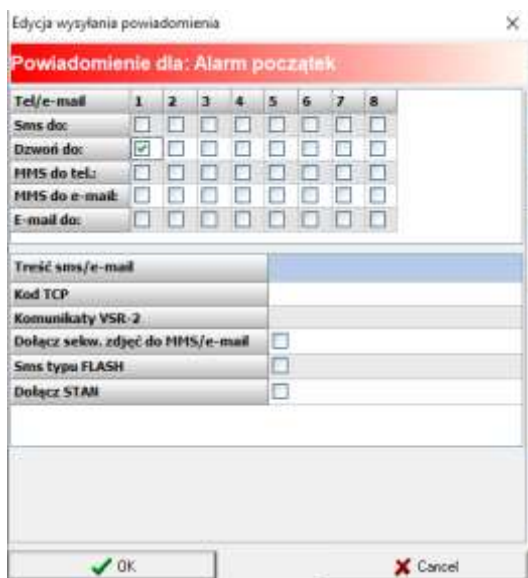 Edycja wysyłania powiadomienia
Powiadomienie dla: Alarm początek
Tel/e-mail 1 2 3 4 5 6 7 8
Sms do:
Dzwoń do:
MMS do tel.:
MMS do e-mail:
E-mail do:
Treść sms/e-mail
Kod TCP
Komunikaty VSR-2
Dołącz sekw. zdjęć do MMS/e-mail
Sms typu FLASH
Dołącz STAN
OK Cancel